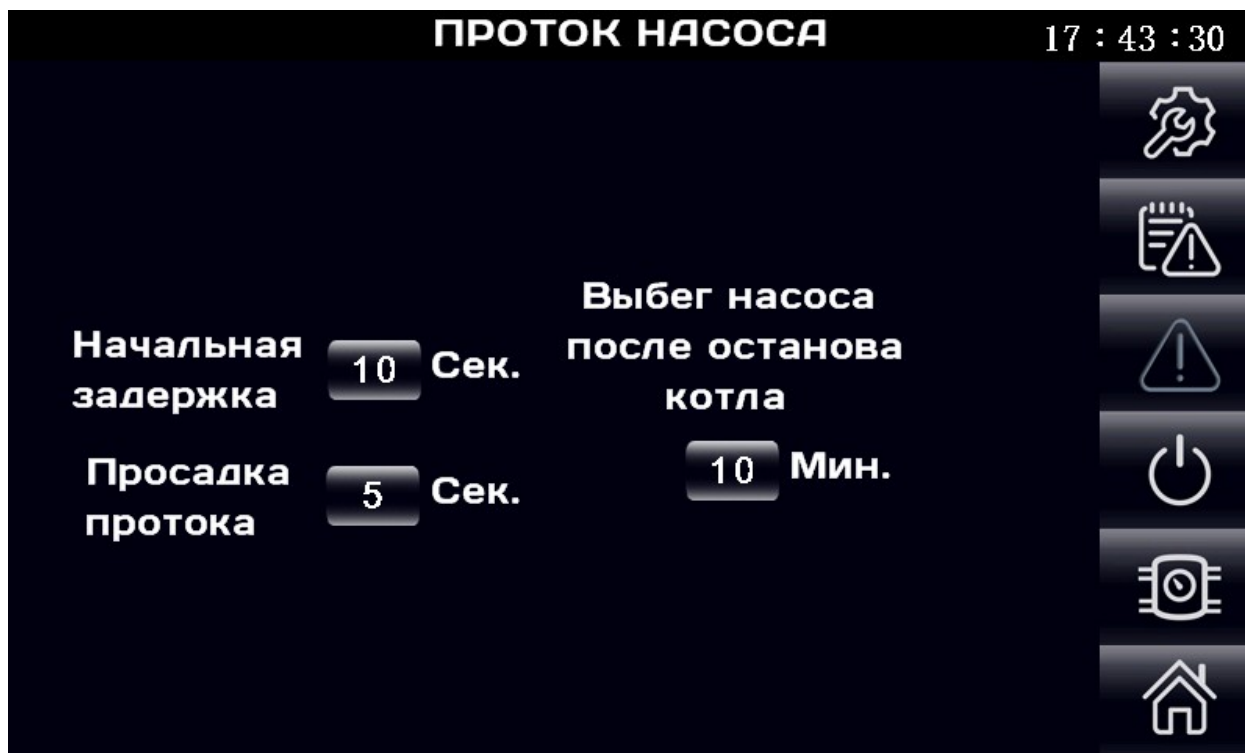 ПРОТОК НАСОСА
17:43:30
Начальная
задержка
10 Сек.
Просадка
протока
5 Сек.
Выбег насоса
после останова
котла
10 Мин.